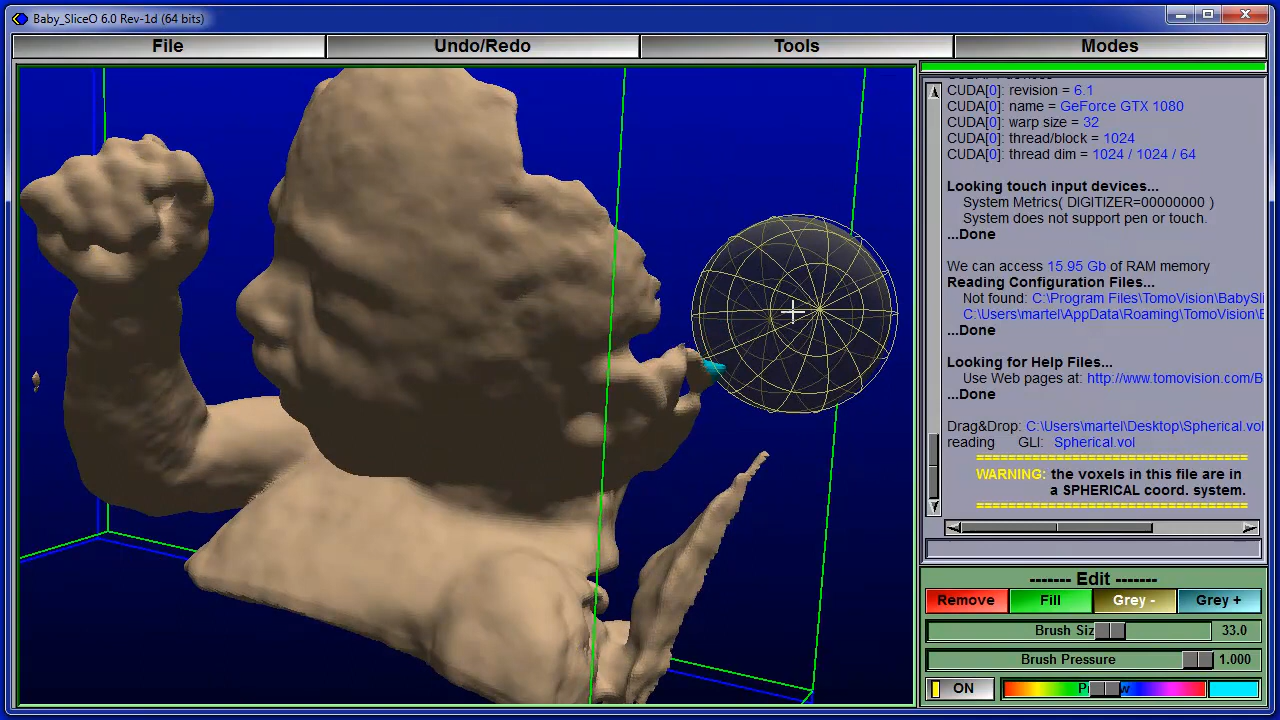 Baby_SliceO 6.0 Rev-1d (64 bits)
File Undo/Redo Tools Modes
CUDA[0]: revision = 6.1
CUDA[0]: name = GeForce GTX 1080
CUDA[0]: warp size = 32
CUDA[0]: thread/block = 1024
CUDA[0]: thread dim = 1024 / 1024 / 64
Looking touch input devices...
System Metrics( DIGITIZER=00000000 )
System does not support pen or touch.
...Done
We can access 15.95 Gb of RAM memory
Reading Configuration Files...
Not found: C:\Program Files\TomoVision\BabySli
C:\Users\martel\AppData\Roaming\TomoVision\B
...Done
Looking for Help Files...
Use Web pages at: http://www.tomovision.com/B
...Done
Drag&Drop: C:\Users\martel\Desktop\Spherical.vol
reading GLI: Spherical.vol
==================================
WARNING: the voxels in this file are in
a SPHERICAL coord. system.
==================================
------- Edit -------
Remove Fill Grey - Grey +
Brush Siz 33.0
Brush Pressure 1.000
ON